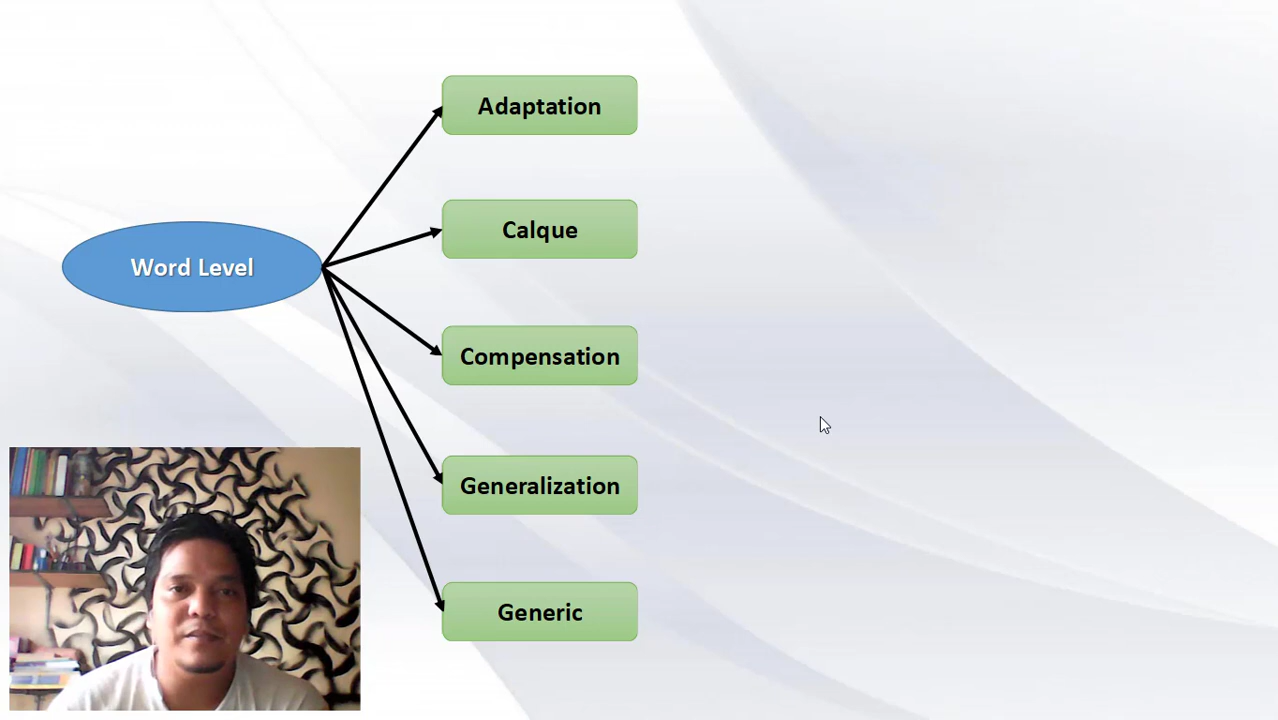 Word Level
Adaptation
Calque
Compensation
Generalization
Generic